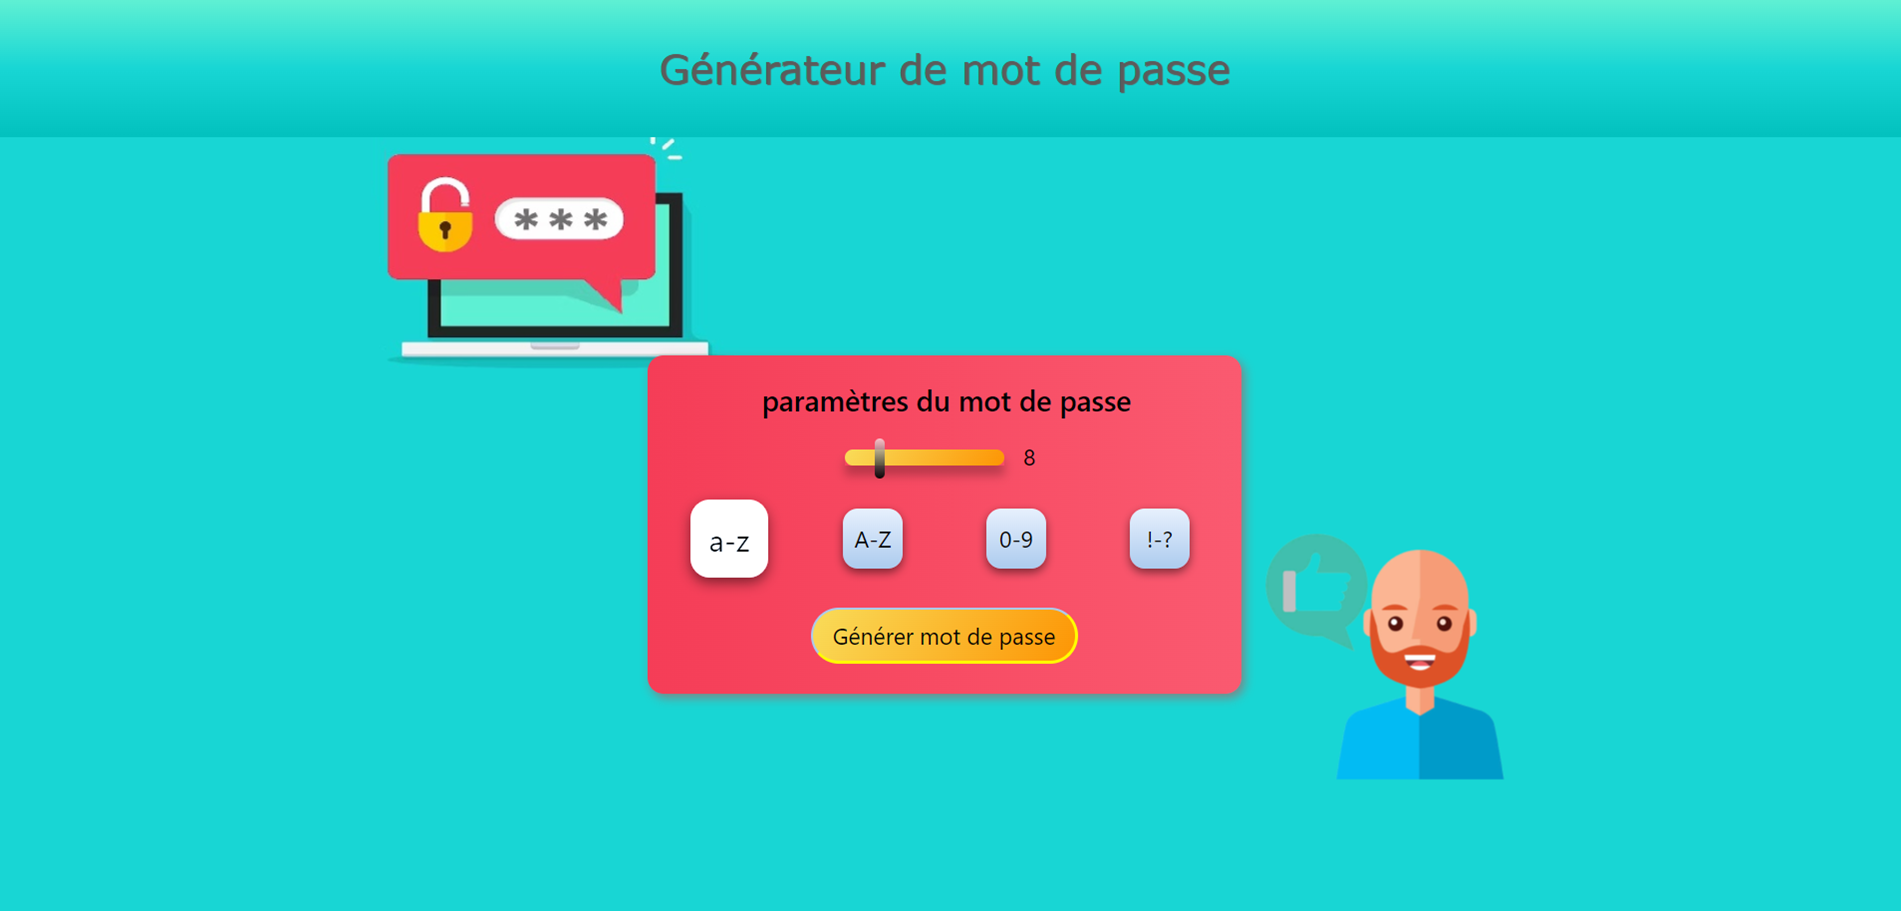 Générateur de mot de passe
***
paramètres du mot de passe
8
a-z A-Z 0-9 !-?
Générer mot de passe